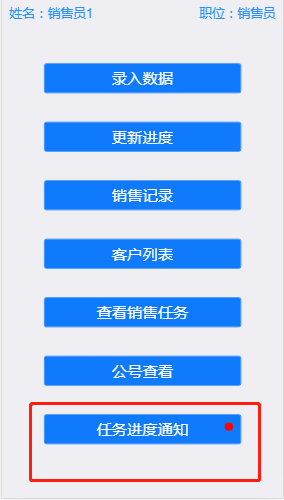 姓名：销售员1 职位：销售员
录入数据
更新进度
销售记录
客户列表
查看销售任务
公号查看
任务进度通知